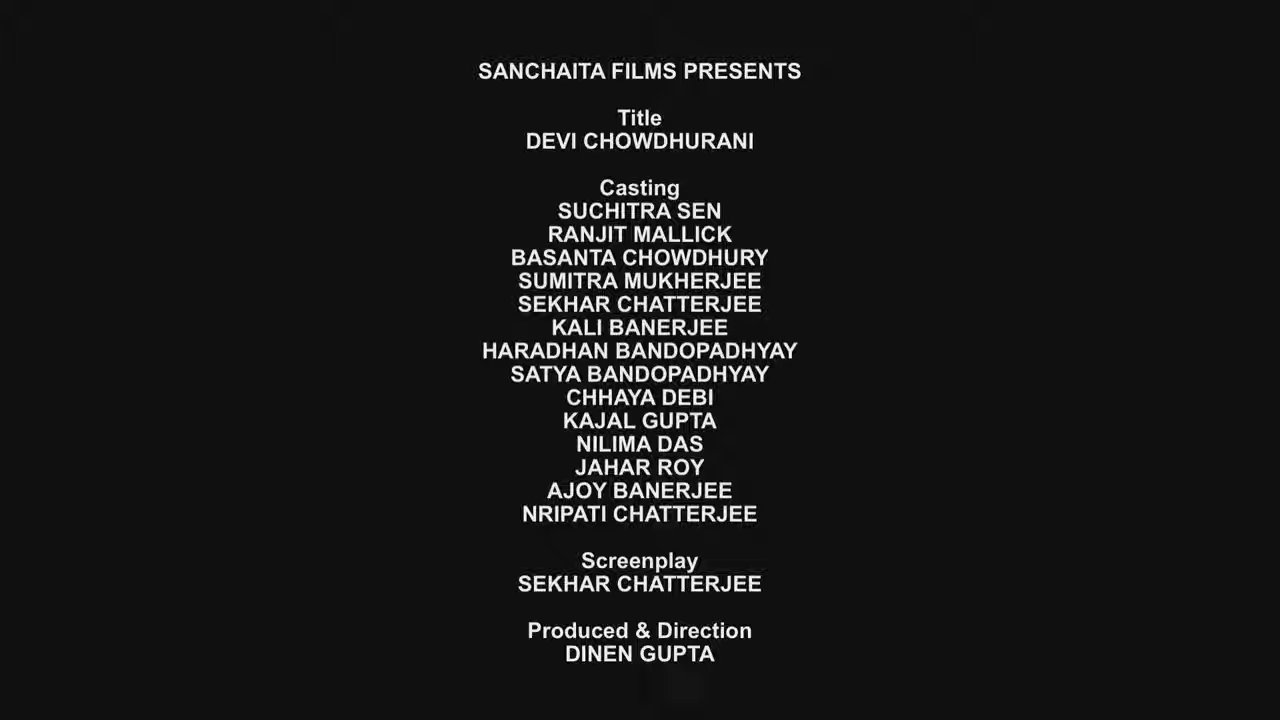 SANCHAITA FILMS PRESENTS
Title
DEVI CHOWDHURANI
Casting
SUCHITRA SEN
RANJIT MALLICK
BASANTA CHOWDHURY
SUMITRA MUKHERJEE
SEKHAR CHATTERJEE
KALI BANERJEE
HARADHAN BANDOPADHYAY
SATYA BANDOPADHYAY
CHHAYA DEBI
KAJAL GUPTA
NILIMA DAS
JAHAR ROY
AJOY BANERJEE
NRIPATI CHATTERJEE
Screenplay
SEKHAR CHATTERJEE
Produced & Direction
DINEN GUPTA